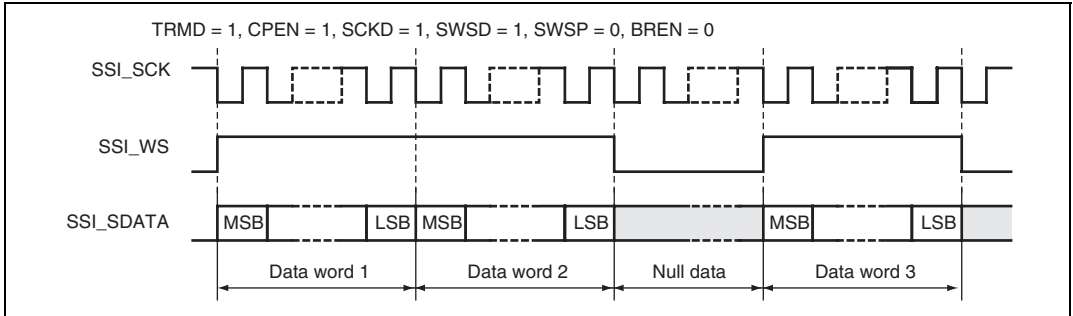 TRMD = 1, CPEN = 1, SCKD = 1, SWSD = 1, SWSP = 0, BREN = 0
SSI_SCK
SSI_WS
SSI_SDATA
MSB LSB MSB LSB MSB LSB
Data word 1 Data word 2 Null data Data word 3